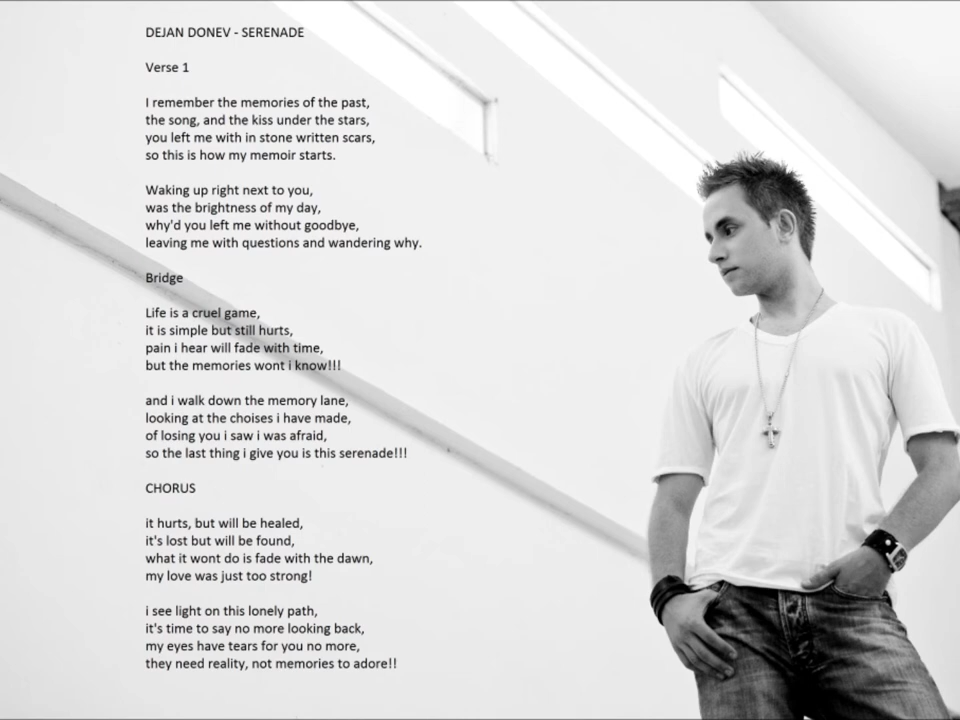 DEJAN DONEV - SERENADE
Verse 1
I remember the memories of the past,
the song, and the kiss under the stars,
you left me with in stone written scars,
so this is how my memoir starts.
Waking up right next to you,
was the brightness of my day,
why'd you left me without goodbye,
leaving me with questions and wandering why.
Bridge
Life is a cruel game,
it is simple but still hurts,
pain i hear will fade with time,
but the memories wont i know!!!
and i walk down the memory lane,
looking at the choises i have made,
of losing you i saw i was afraid,
so the last thing i give you is this serenade!!!
CHORUS
it hurts, but will be healed,
it's lost but will be found,
what it wont do is fade with the dawn,
my love was just too strong!
i see light on this lonely path,
it's time to say no more looking back,
my eyes have tears for you no more,
they need reality, not memories to adore!!